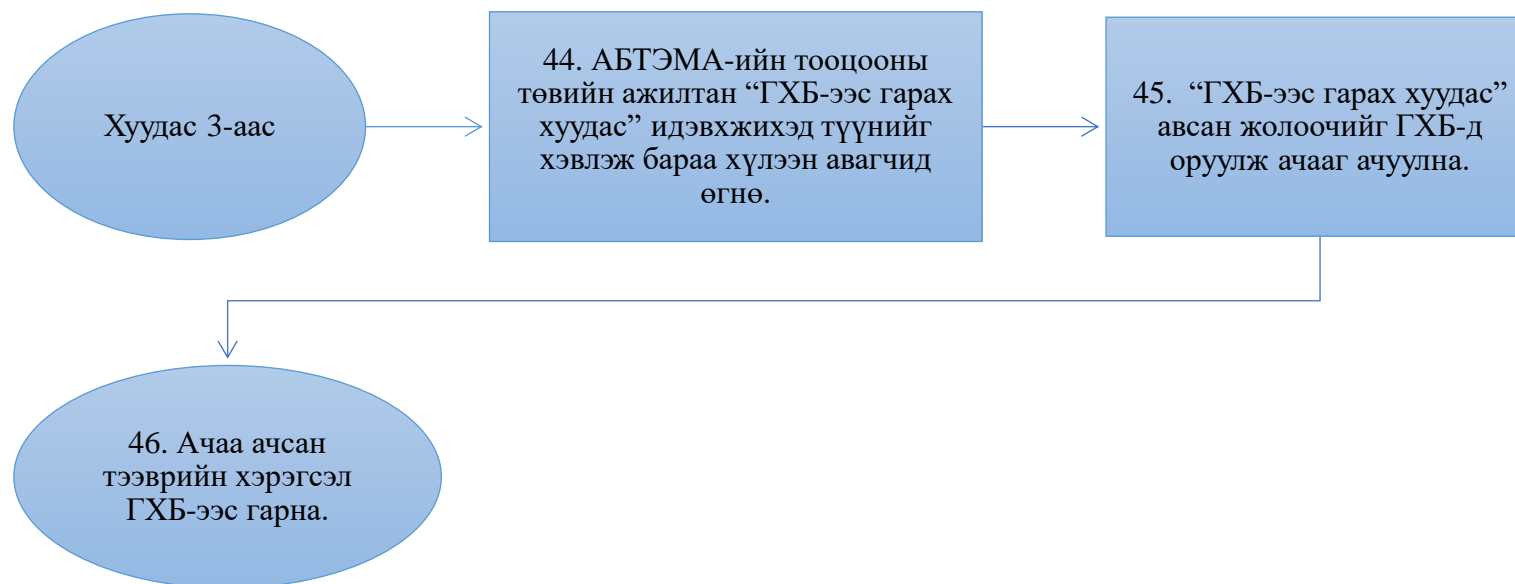 Хуудас 3-аас
44. АБТЭМА-ийн тооцооны
төвийн ажилтан “ГХБ-ээс гарах
хуудас” идэвхжихэд түүнийг
хэвлэж бараа хүлээн авагчид
өгнө.
45. “ГХБ-ээс гарах хуудас”
авсан жолоочийг ГХБ-д
оруулж ачааг ачуулна.
46. Ачаа ачсан
тээврийн хэрэгсэл
ГХБ-ээс гарна.